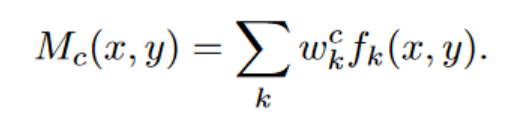 $M_c(x, y) = \sum_k w_k^c f_k(x, y).$